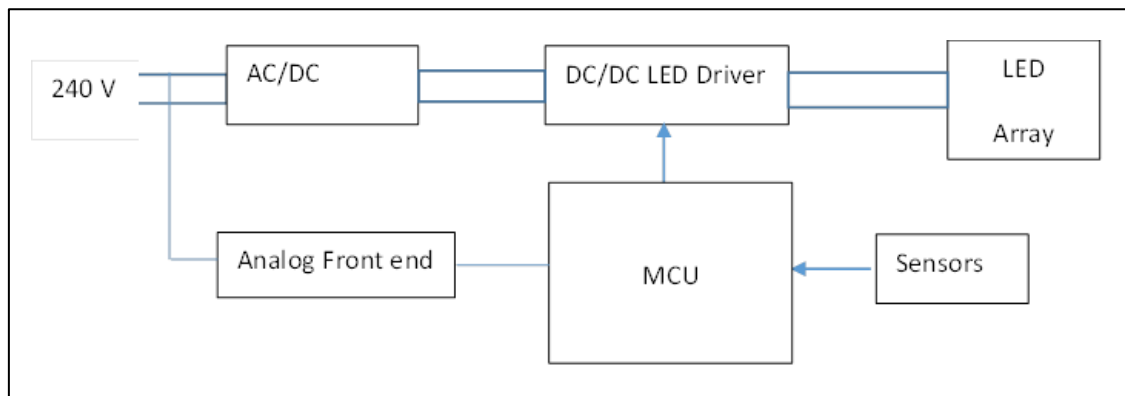 240 V
AC/DC
DC/DC LED Driver
LED
Array
Analog Front end
MCU
Sensors